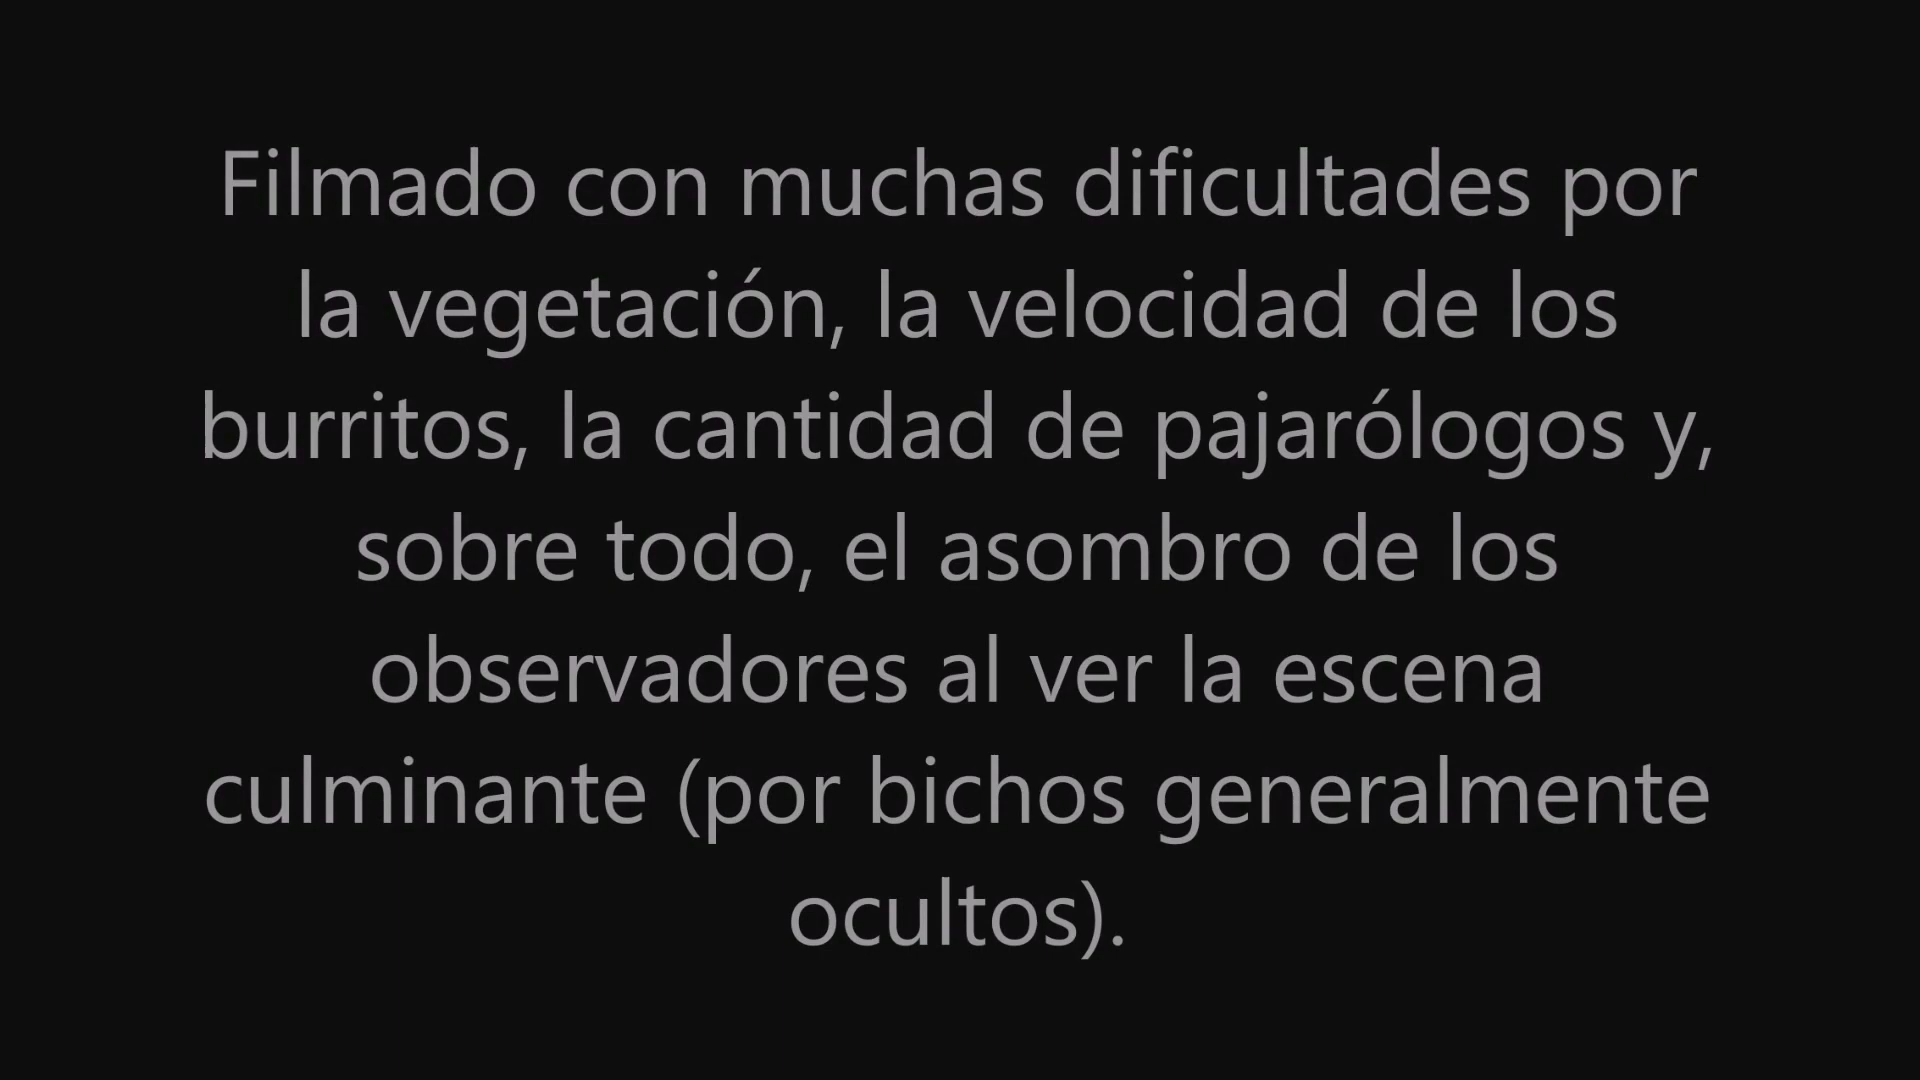 Filmado con muchas dificultades por
la vegetación, la velocidad de los
burritos, la cantidad de pajarólogos y,
sobre todo, el asombro de los
observadores al ver la escena
culminante (por bichos generalmente
ocultos).